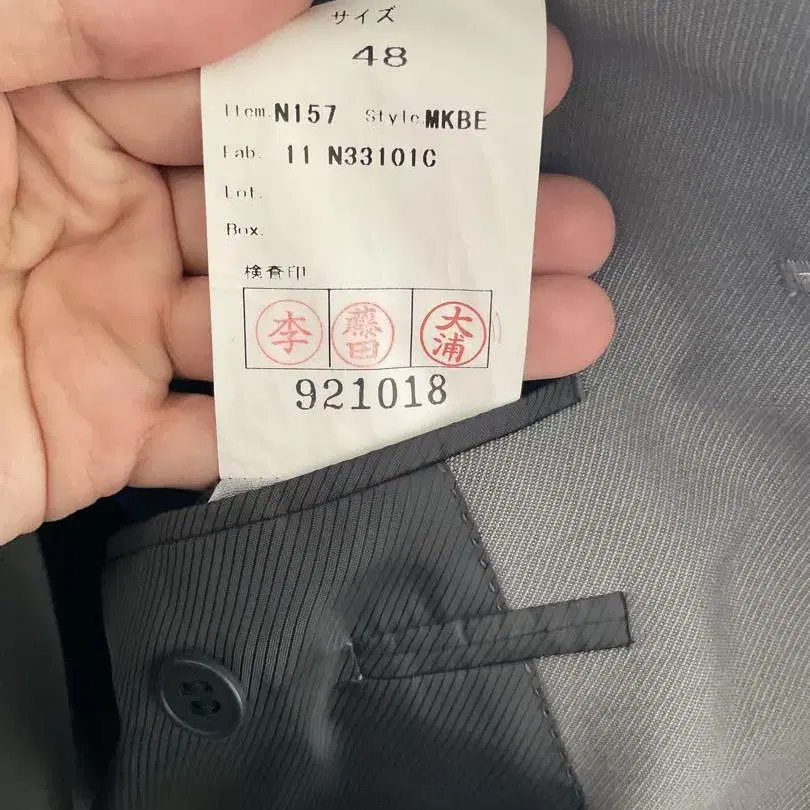 サイズ
48
Item. N157 Style. MKBE
Fab. 11 N33101C
Lot.
Box.
検査印
李 藤田 大浦
921018